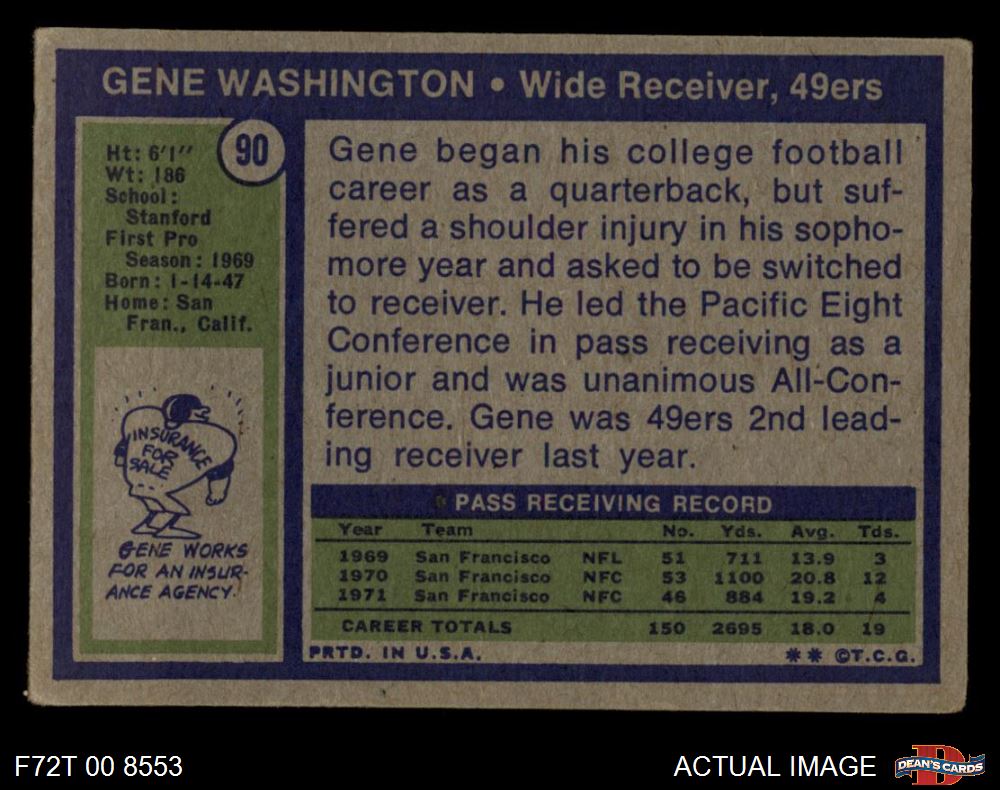 GENE WASHINGTON • Wide Receiver, 49ers
90
Ht: 6'1''
Wt: 186
School:
Stanford
First Pro
Season: 1969
Born: 1-14-47
Home: San
Fran., Calif.
INSURANCE
FOR
SALE
GENE WORKS
FOR AN INSUR-
ANCE AGENCY.
Gene began his college football
career as a quarterback, but suf-
fered a shoulder injury in his sopho-
more year and asked to be switched
to receiver. He led the Pacific Eight
Conference in pass receiving as a
junior and was unanimous All-Con-
ference. Gene was 49ers 2nd lead-
ing receiver last year.
PASS RECEIVING RECORD
Year Team No. Yds. Avg. Tds.
1969 San Francisco NFL 51 711 13.9 3
1970 San Francisco NFC 53 1100 20.8 12
1971 San Francisco NFC 46 884 19.2 4
CAREER TOTALS 150 2695 18.0 19
PRTD. IN U.S.A. ** ©T.C.G.
F72T 00 8553
ACTUAL IMAGE
D
DEAN'S CARDS